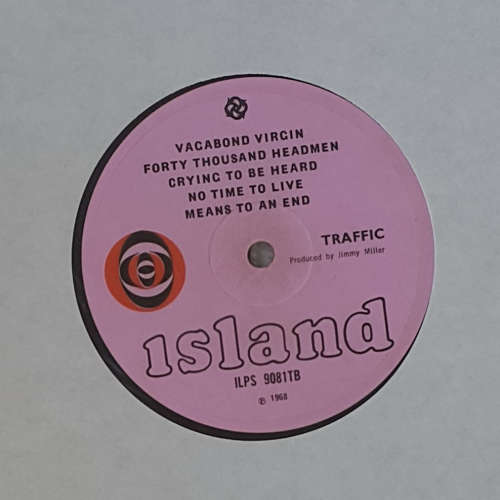 VAGABOND VIRGIN
FORTY THOUSAND HEADMEN
CRYING TO BE HEARD
NO TIME TO LIVE
MEANS TO AN END
TRAFFIC
Produced by Jimmy Miller
island
ILPS 9081TB
℗ 1968